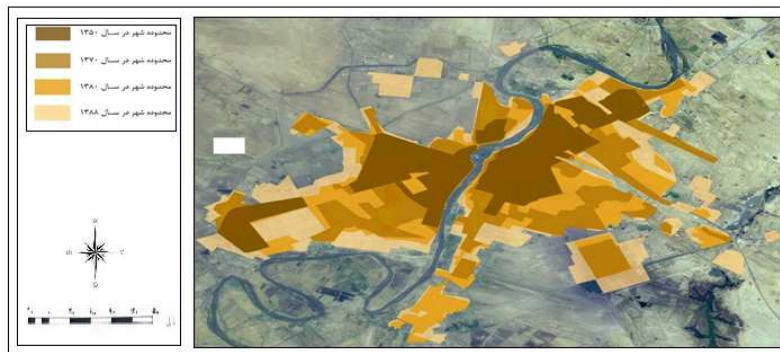 محدوده شهر در سال ۱۳۵۰
محدوده شهر در سال ۱۳۷۰
محدوده شهر در سال ۱۳۸۰
محدوده شهر در سال ۱۳۸۸